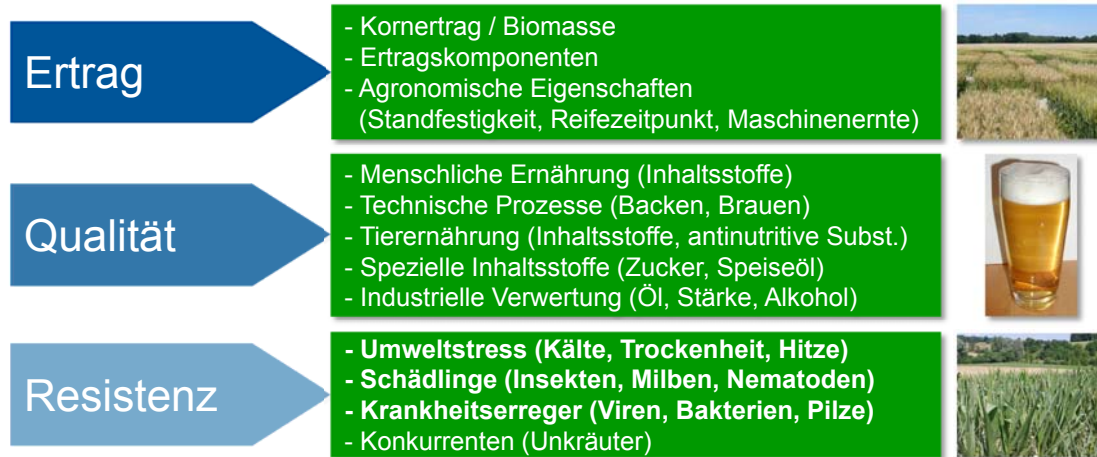 Ertrag
- Kornertrag / Biomasse
- Ertragskomponenten
- Agronomische Eigenschaften
(Standfestigkeit, Reifezeitpunkt, Maschinenernte)
Qualität
- Menschliche Ernährung (Inhaltsstoffe)
- Technische Prozesse (Backen, Brauen)
- Tierernährung (Inhaltsstoffe, antinutritive Subst.)
- Spezielle Inhaltsstoffe (Zucker, Speiseöl)
- Industrielle Verwertung (Öl, Stärke, Alkohol)
Resistenz
- Umweltstress (Kälte, Trockenheit, Hitze)
- Schädlinge (Insekten, Milben, Nematoden)
- Krankheitserreger (Viren, Bakterien, Pilze)
- Konkurrenten (Unkräuter)